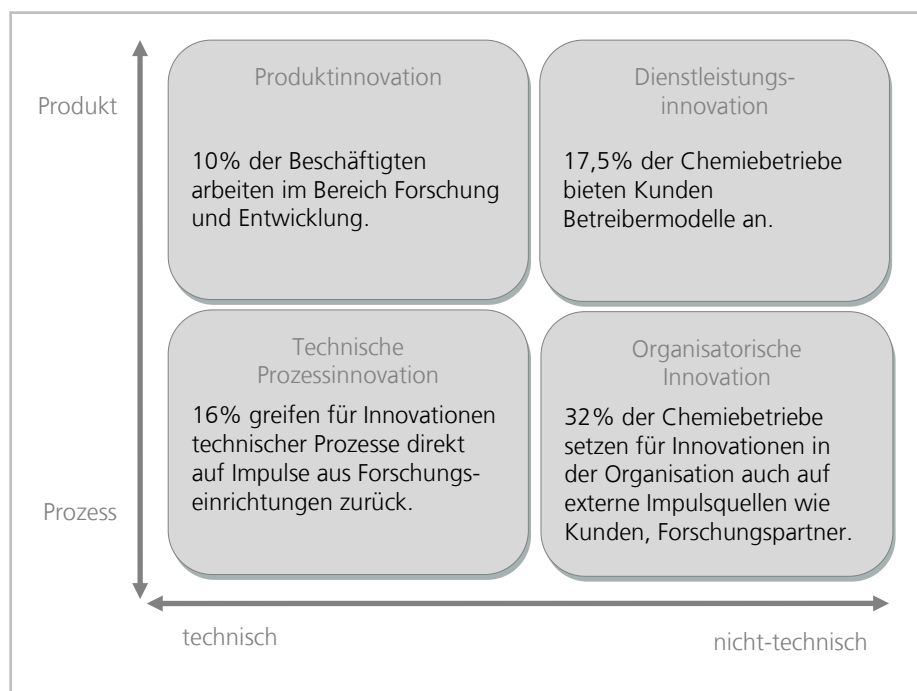 Produkt
Produktinnovation
10% der Beschäftigten
arbeiten im Bereich Forschung
und Entwicklung.
Dienstleistungs-
innovation
17,5% der Chemiebetriebe
bieten Kunden
Betreibermodelle an.
Prozess
Technische
Prozessinnovation
16% greifen für Innovationen
technischer Prozesse direkt
auf Impulse aus Forschungs-
einrichtungen zurück.
Organisatorische
Innovation
32% der Chemiebetriebe
setzen für Innovationen in
der Organisation auch auf
externe Impulsquellen wie
Kunden, Forschungspartner.
technisch
nicht-technisch